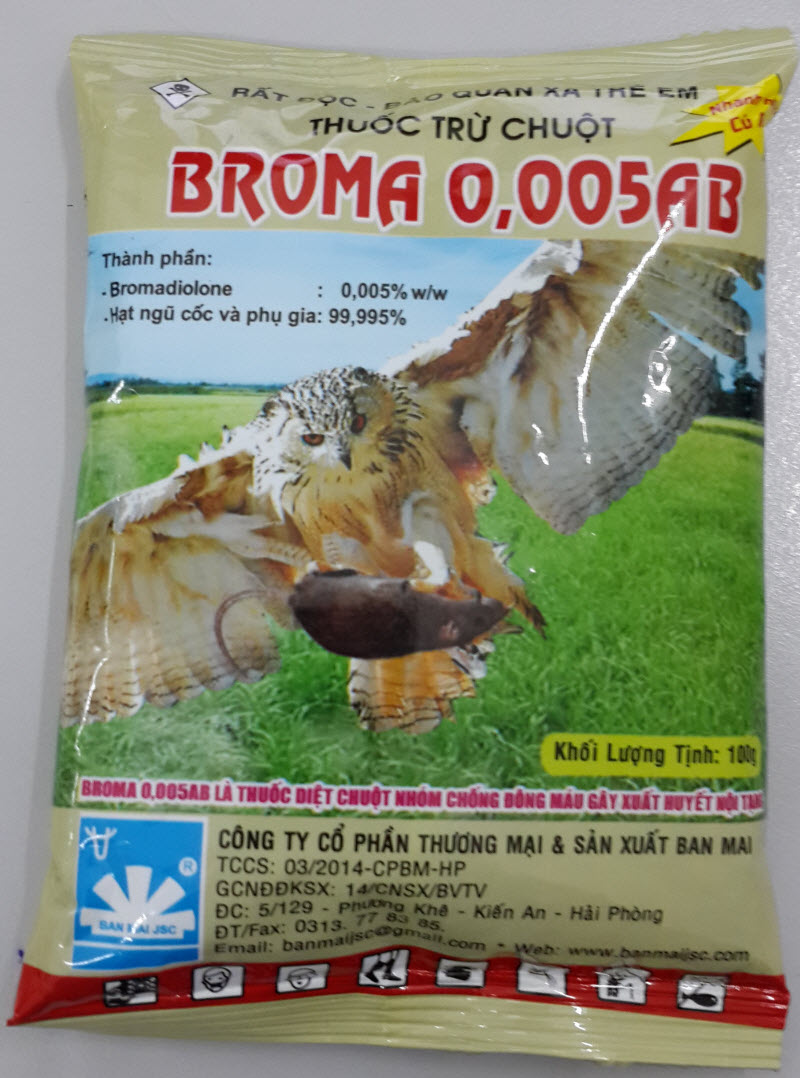 RẤT ĐỘC - BẢO QUẢN XA TRẺ EM
THUỐC TRỪ CHUỘT
BROMA 0,005AB
Thành phần:
.Bromadiolone : 0,005% w/w
.Hạt ngũ cốc và phụ gia: 99,995%
Khối Lượng Tịnh: 100g
BROMA 0,005AB LÀ THUỐC DIỆT CHUỘT NHÓM CHỐNG ĐÔNG MÁU GÂY XUẤT HUYẾT NỘI TẠNG
CÔNG TY CỔ PHẦN THƯƠNG MẠI & SẢN XUẤT BAN MAI
TCCS: 03/2014-CPBM-HP
GCNĐĐKSX: 14/CNSX/BVTV
ĐC: 5/129 - Phương Khê - Kiến An - Hải Phòng
ĐT/Fax: 0313. 77 83 85.
Email: banmaijsc@gmail.com * Web: www.banmaijsc.com
®
BAN MAI JSC